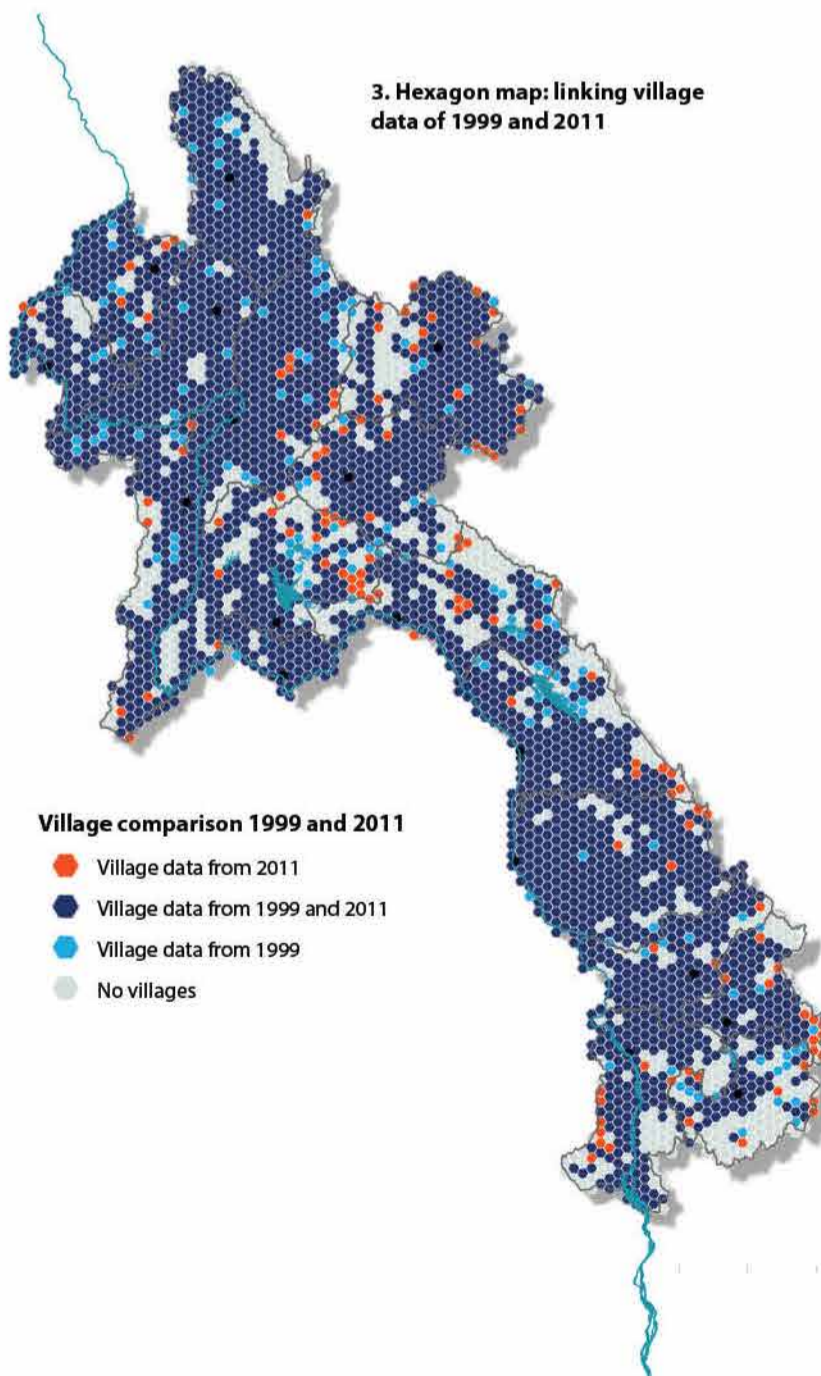 3. Hexagon map: linking village
data of 1999 and 2011
Village comparison 1999 and 2011
Village data from 2011
Village data from 1999 and 2011
Village data from 1999
No villages